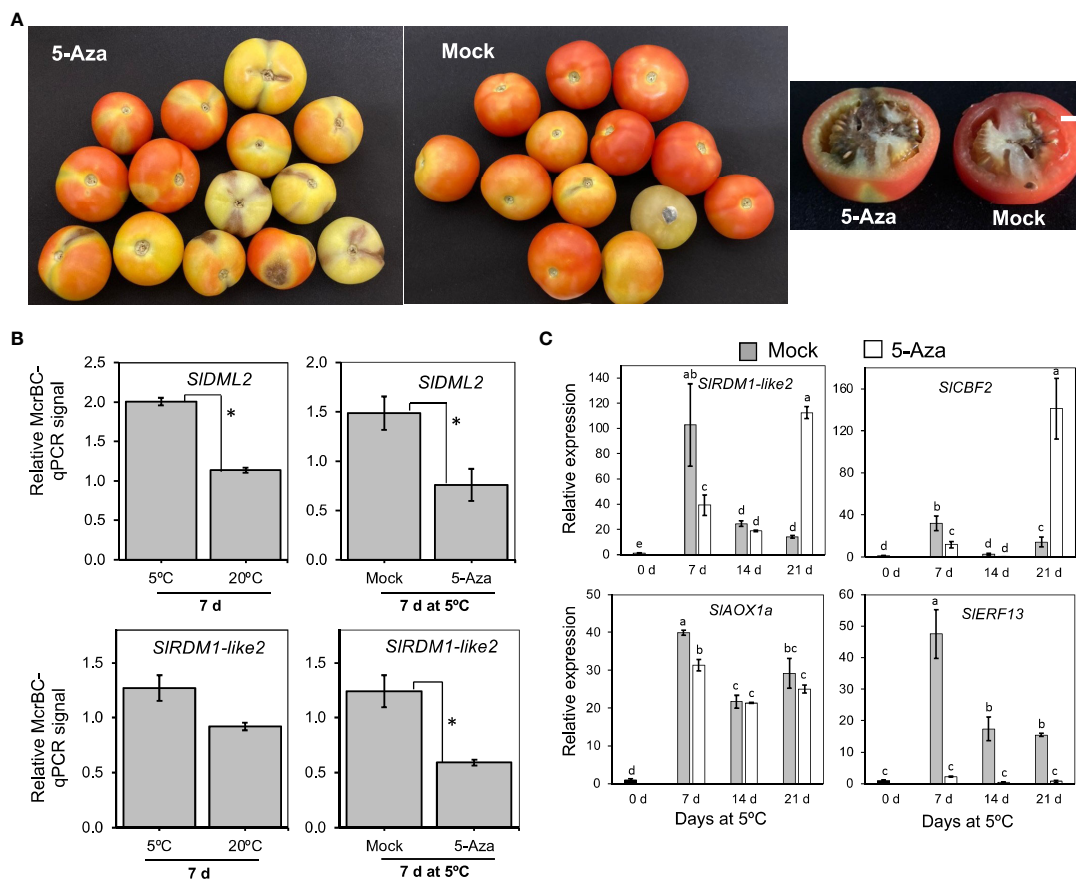 A
5-Aza
Mock
5-Aza
Mock
B
Relative McrBC-
qPCR signal
2.5
2.0
1.5
1.0
0.5
0.0
SlDML2
*
5ºC
20ºC
7 d
2.0
1.5
1.0
0.5
0.0
SlDML2
*
Mock
5-Aza
7 d at 5ºC
Relative McrBC-
qPCR signal
1.5
1.0
0.5
0.0
SlRDM1-like2
5ºC
20ºC
7 d
1.5
1.0
0.5
0.0
SlRDM1-like2
*
Mock
5-Aza
7 d at 5ºC
C
Mock
5-Aza
Relative expression
140
120
100
80
60
40
20
0
SlRDM1-like2
e
ab
c
d
d
d
a
0 d
7 d
14 d
21 d
160
120
80
40
0
SlCBF2
d
b
c
d
d
c
a
0 d
7 d
14 d
21 d
Relative expression
50
40
30
20
10
0
SlAOX1a
d
a
b
c
c
bc
c
0 d
7 d
14 d
21 d
60
50
40
30
20
10
0
SlERF13
c
a
c
b
c
b
c
0 d
7 d
14 d
21 d
Days at 5ºC